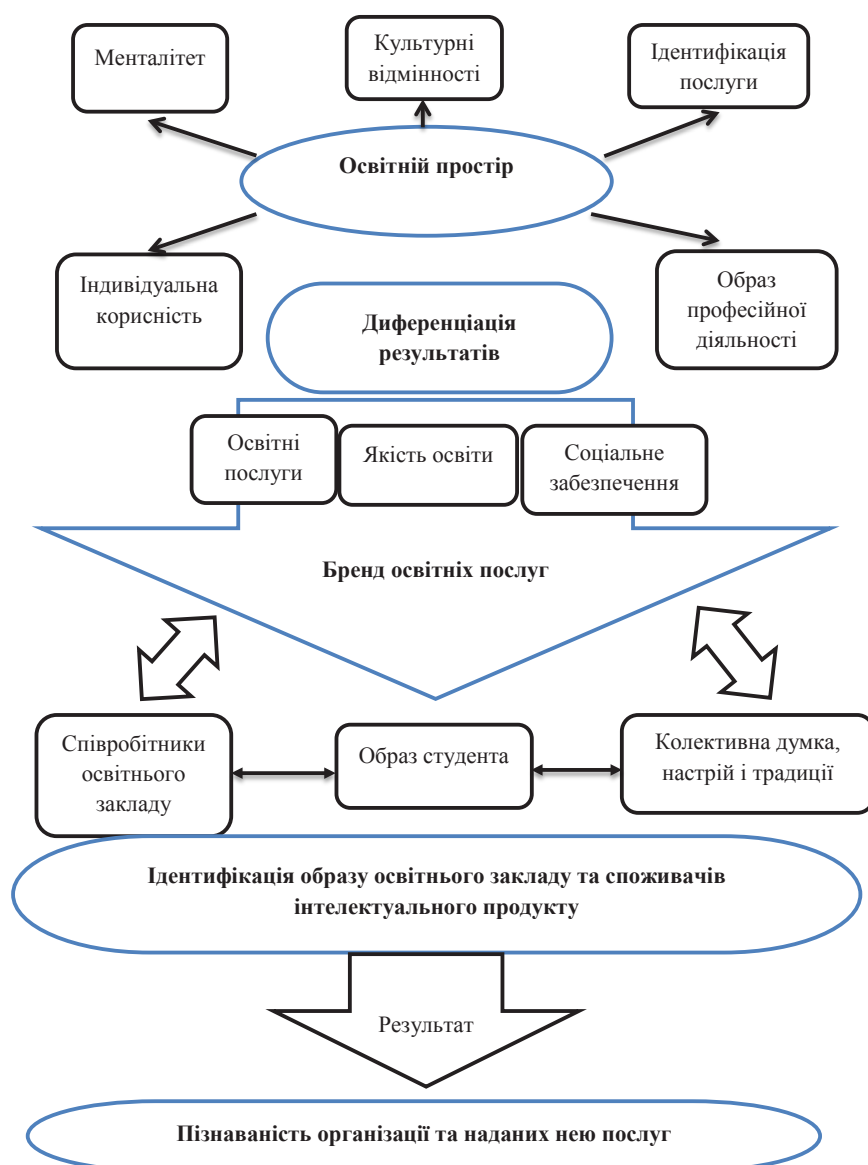 Менталітет
Культурні
відмінності
Ідентифікація
послуги
Освітній простір
Індивідуальна
корисність
Образ
професійної
діяльності
Диференціація
результатів
Освітні
послуги
Якість освіти
Соціальне
забезпечення
Бренд освітніх послуг
Співробітники
освітнього
закладу
Образ студента
Колективна думка,
настрій і традиції
Ідентифікація образу освітнього закладу та споживачів
інтелектуального продукту
Результат
Пізнаваність організації та наданих нею послуг